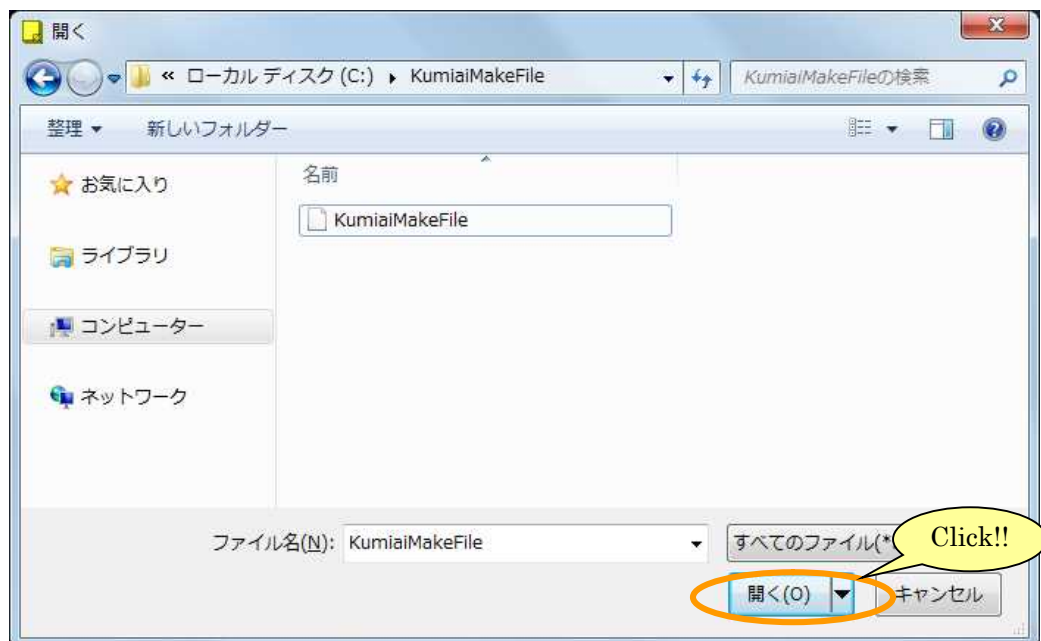 開く
« ローカル ディスク (C:) ▸ KumiaiMakeFile KumiaiMakeFileの検索
整理 ▼ 新しいフォルダー
お気に入り
名前
KumiaiMakeFile
ライブラリ
コンピューター
ネットワーク
ファイル名(N): KumiaiMakeFile すべてのファイル(*
Click!!
開く(O) キャンセル